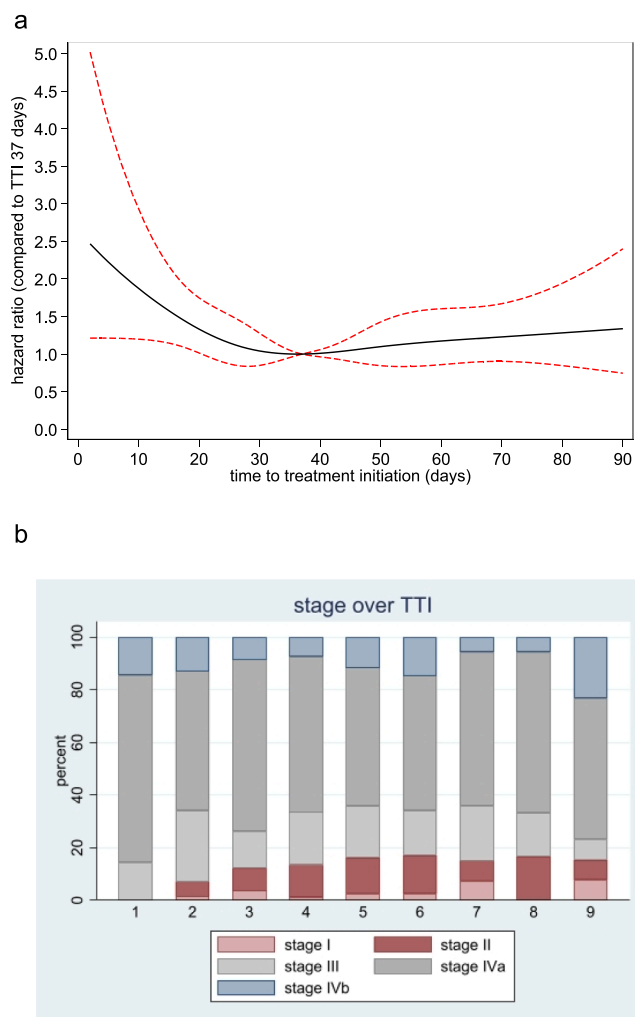 a
hazard ratio (compared to TTI 37 days)
5.0
4.5
4.0
3.5
3.0
2.5
2.0
1.5
1.0
0.5
0.0
0 10 20 30 40 50 60 70 80 90
time to treatment initiation (days)
b
stage over TTI
percent
100
80
60
40
20
0
1 2 3 4 5 6 7 8 9
stage I stage II
stage III stage IVa
stage IVb